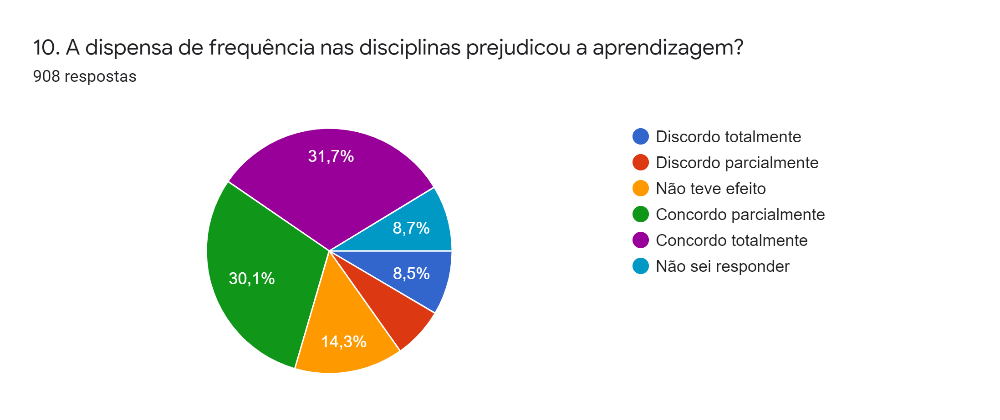 10. A dispensa de frequência nas disciplinas prejudicou a aprendizagem?
908 respostas
31,7%
8,7%
8,5%
30,1%
14,3%
Discordo totalmente
Discordo parcialmente
Não teve efeito
Concordo parcialmente
Concordo totalmente
Não sei responder